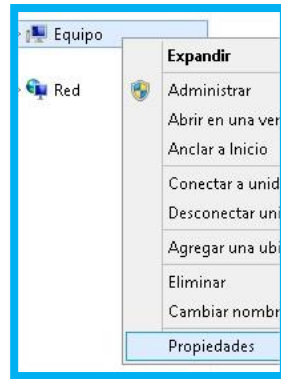 Equipo
Expandir
Red
Administrar
Abrir en una ver
Anclar a Inicio
Conectar a unid
Desconectar uni
Agregar una ubi
Eliminar
Cambiar nombr
Propiedades